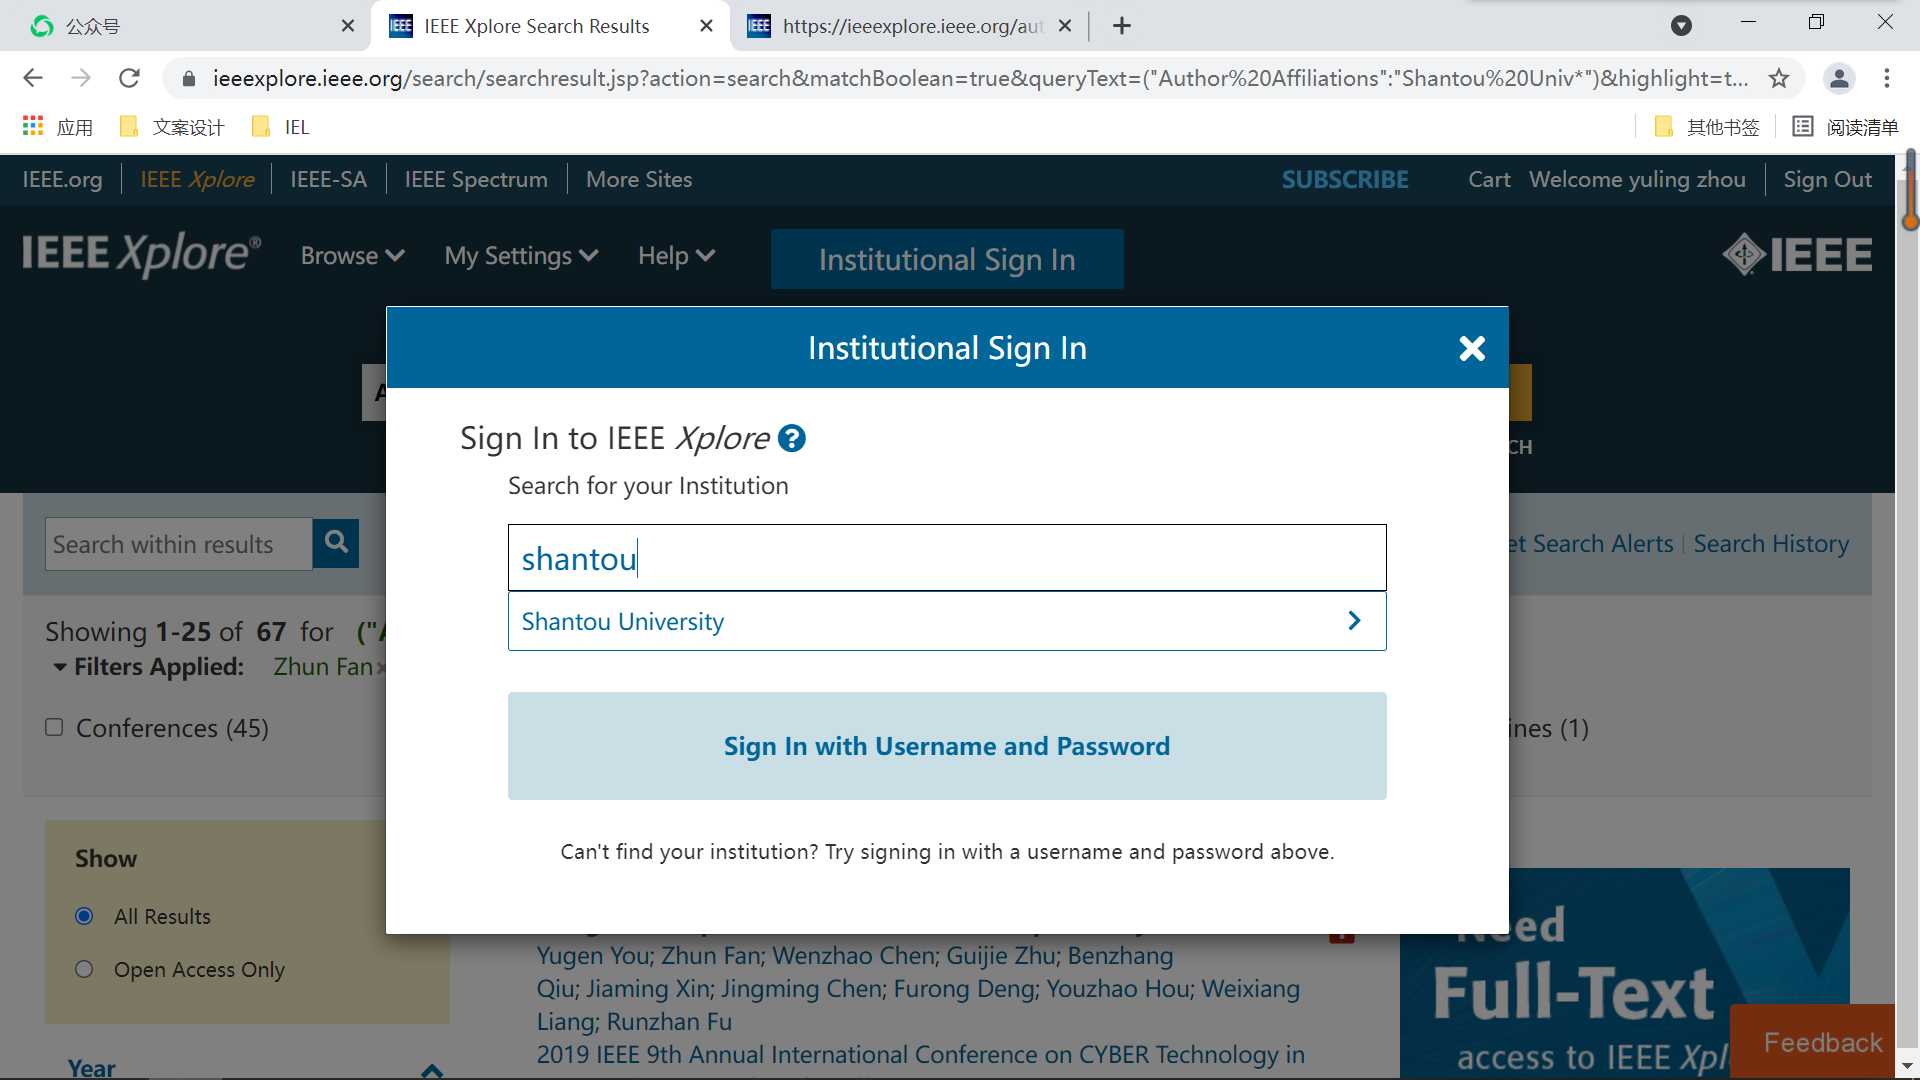 公众号
IEEE Xplore Search Results
https://ieeexplore.ieee.org/aut
ieeexplore.ieee.org/search/searchresult.jsp?action=search&matchBoolean=true&queryText=("Author%20Affiliations":"Shantou%20Univ*")&highlight=t...
应用
文案设计
IEL
其他书签
阅读清单
IEEE.org
IEEE Xplore
IEEE-SA
IEEE Spectrum
More Sites
SUBSCRIBE
Cart
Welcome yuling zhou
Sign Out
IEEE Xplore®
Browse
My Settings
Help
Institutional Sign In
IEEE
Institutional Sign In
A
CH
Sign In to IEEE Xplore ?
Search for your Institution
shantou
Shantou University
Sign In with Username and Password
Can't find your institution? Try signing in with a username and password above.
Search within results
et Search Alerts | Search History
Showing 1-25 of 67 for ("A
Filters Applied: Zhun Fan
Conferences (45)
ines (1)
Show
All Results
Open Access Only
Year
Yugen You; Zhun Fan; Wenzhao Chen; Guijie Zhu; Benzhang
Qiu; Jiaming Xin; Jingming Chen; Furong Deng; Youzhao Hou; Weixiang
Liang; Runzhan Fu
2019 IEEE 9th Annual International Conference on CYBER Technology in
Need
Full-Text
access to IEEE Xpl
Feedback